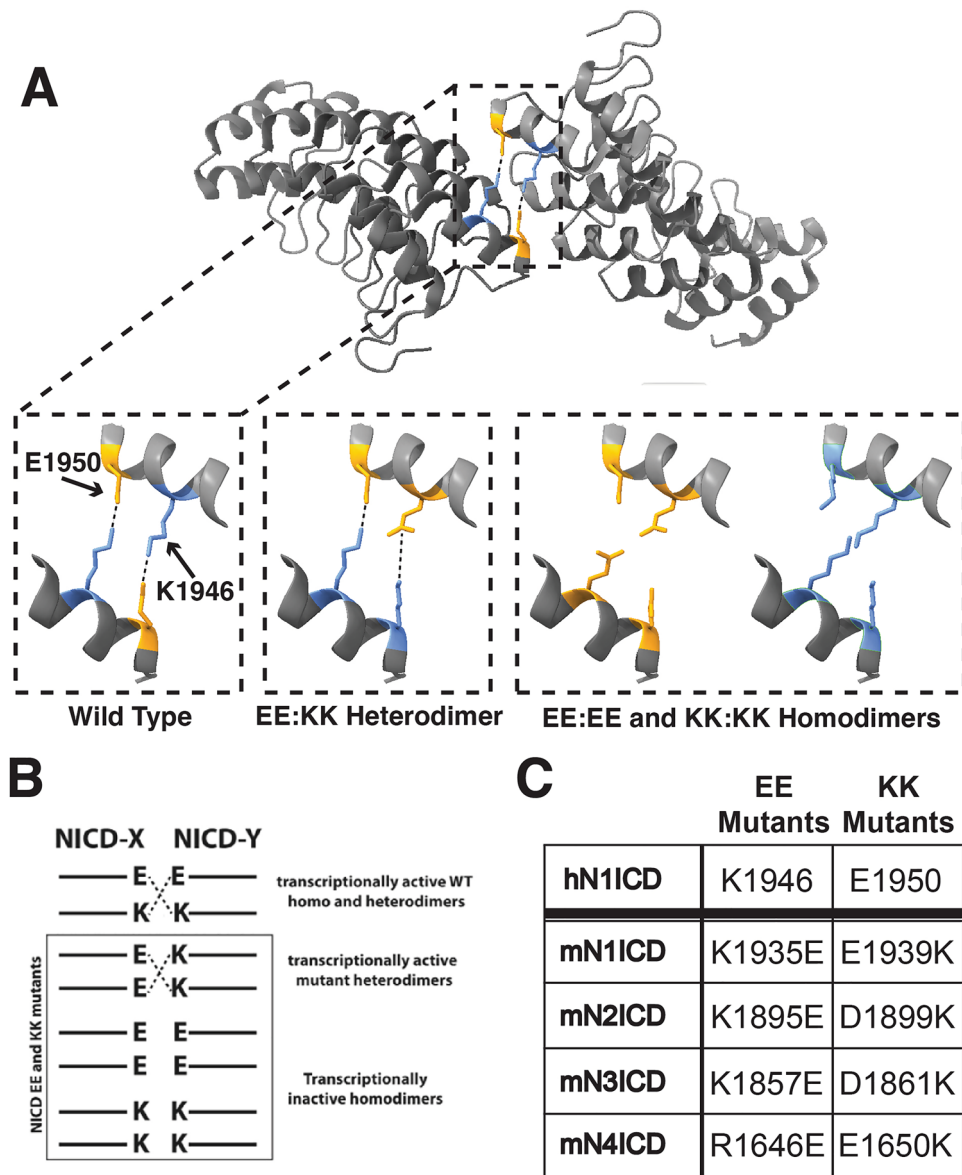 A
E1950
K1946
Wild Type
EE:KK Heterodimer
EE:EE and KK:KK Homodimers
B
NICD-X NICD-Y
E E
K K
transcriptionally active WT
homo and heterodimers
NICD EE and KK mutants
E K
E K
transcriptionally active
mutant heterodimers
E E
E E
K K
K K
Transcriptionally
inactive homodimers
C
EE KK
Mutants Mutants
hN1ICD K1946 E1950
mN1ICD K1935E E1939K
mN2ICD K1895E D1899K
mN3ICD K1857E D1861K
mN4ICD R1646E E1650K